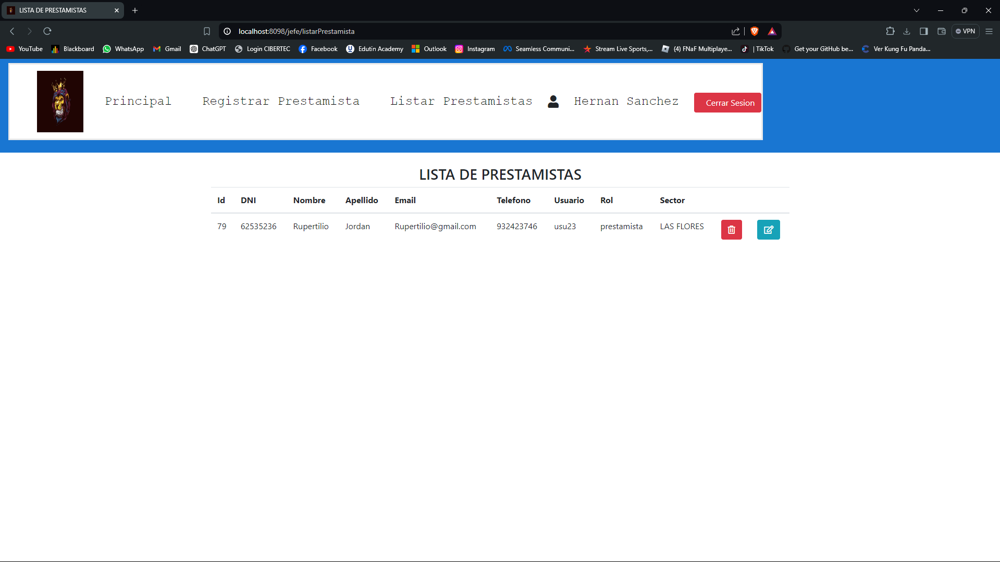 LISTA DE PRESTAMISTAS
localhost:8098/jefe/listarPrestamista
VPN
YouTube Blackboard WhatsApp Gmail ChatGPT Login CIBERTEC Facebook Edutin Academy Outlook Instagram Seamless Communi... Stream Live Sports,... (4) FNaF Multiplaye... | TikTok Get your GitHub be... Ver Kung Fu Panda...
Principal Registrar Prestamista Listar Prestamistas Hernan Sanchez Cerrar Sesion
LISTA DE PRESTAMISTAS
Id DNI Nombre Apellido Email Telefono Usuario Rol Sector
79 62535236 Rupertilio Jordan Rupertilio@gmail.com 932423746 usu23 prestamista LAS FLORES